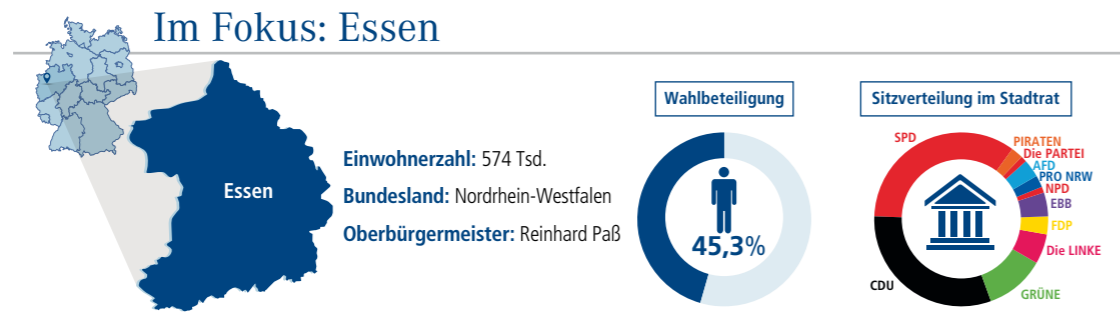 Im Fokus: Essen
Essen
Einwohnerzahl: 574 Tsd.
Bundesland: Nordrhein-Westfalen
Oberbürgermeister: Reinhard Paß
Wahlbeteiligung
45,3%
Sitzverteilung im Stadtrat
SPD
PIRATEN
Die PARTEI
AFD
PRO NRW
NPD
EBB
FDP
Die LINKE
GRÜNE
CDU